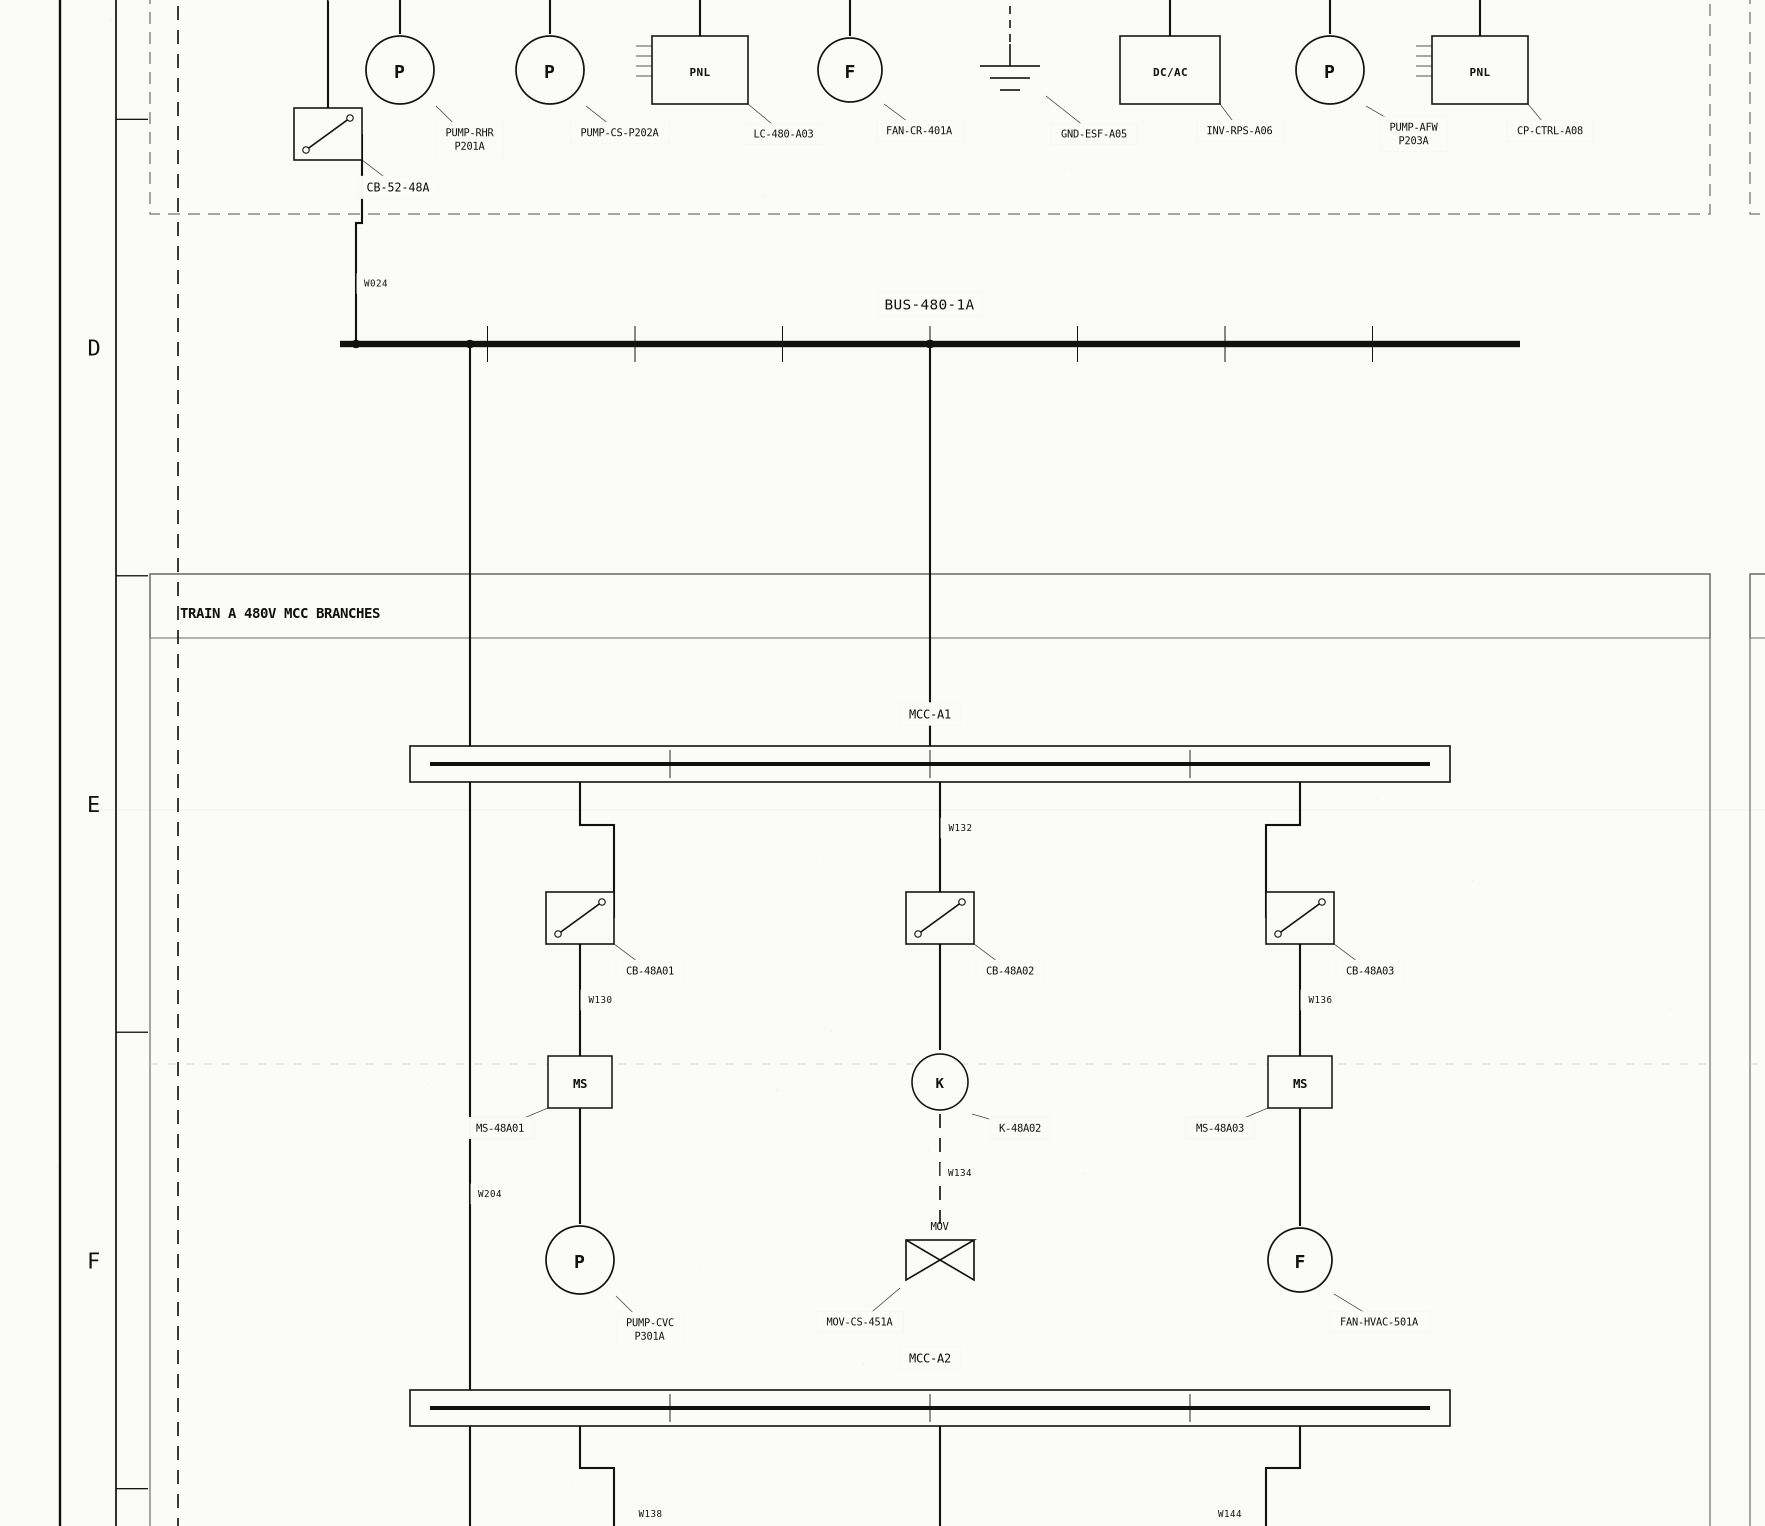 P
P
PNL
F
DC/AC
P
PNL
PUMP-RHR
P201A
PUMP-CS-P202A
LC-480-A03
FAN-CR-401A
GND-ESF-A05
INV-RPS-A06
PUMP-AFW
P203A
CP-CTRL-A08
CB-52-48A
W024
BUS-480-1A
D
TRAIN A 480V MCC BRANCHES
MCC-A1
E
W132
CB-48A01
CB-48A02
CB-48A03
W130
W136
MS
K
MS
MS-48A01
K-48A02
MS-48A03
W134
W204
MOV
F
P
F
PUMP-CVC
P301A
MOV-CS-451A
FAN-HVAC-501A
MCC-A2
W138
W144